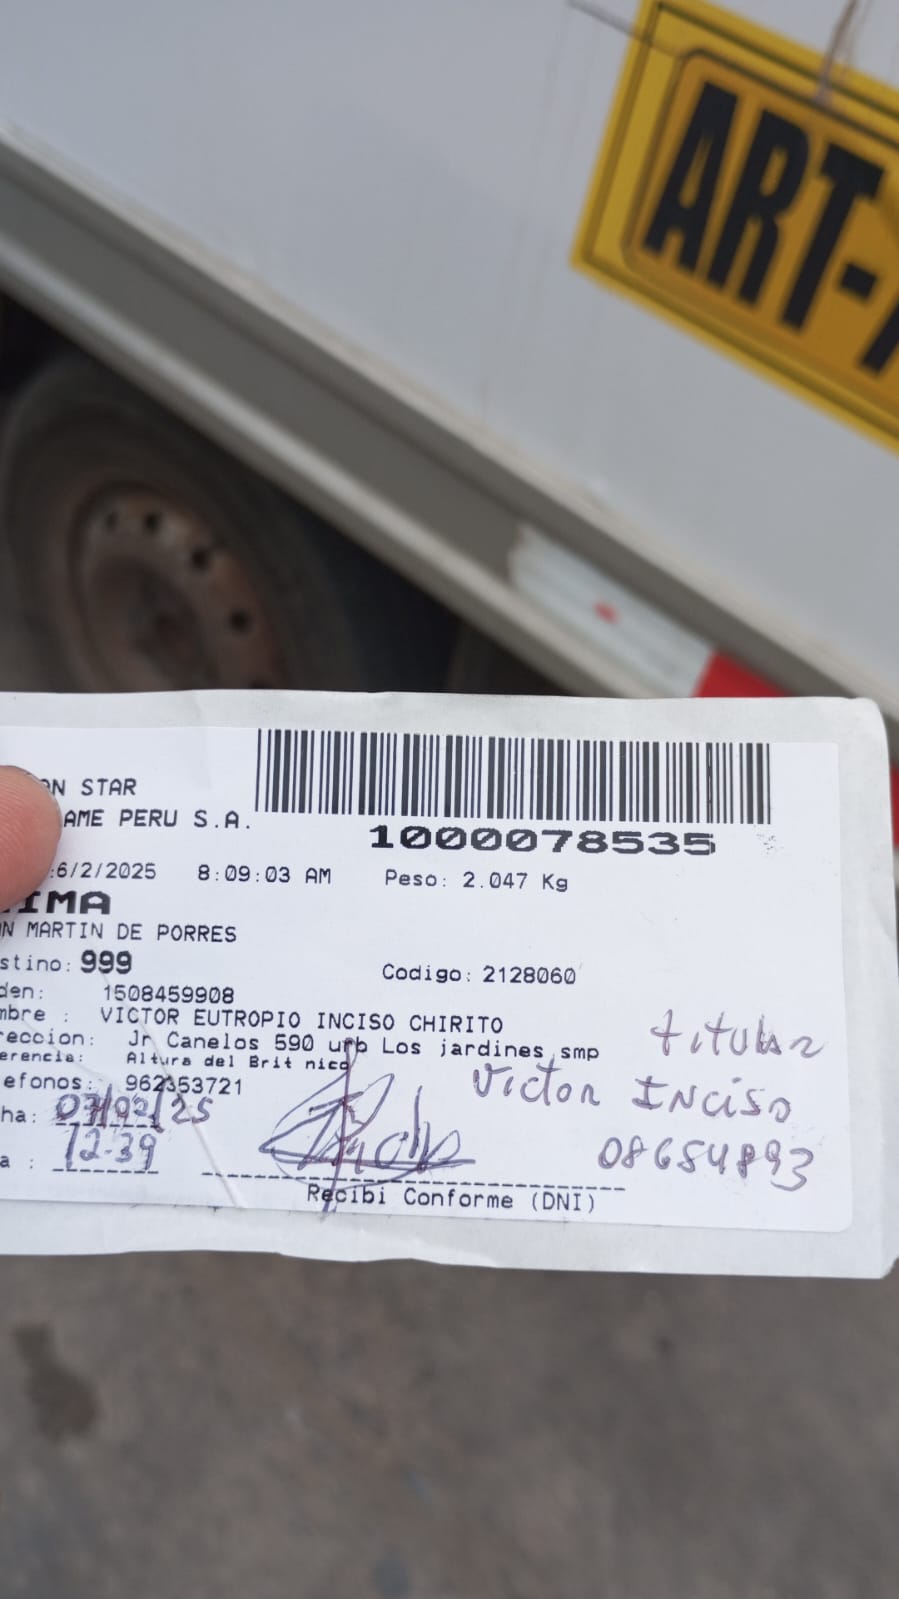 ART-
STAR
AME PERU S.A.
1000078535
6/2/2025 8:09:03 AM Peso: 2.047 Kg
IMA
N MARTIN DE PORRES
stino: 999
Codigo: 2128060
den: 1508459908
mbre : VICTOR EUTROPIO INCISO CHIRITO
reccion: Jr Canelos 590 urb Los jardines smp
erencia: Altura del Brit nico
efonos: 962353721
titular
Victor INCISO
08654893
ha: 07/02/25
a : 12.39
Recibi Conforme (DNI)